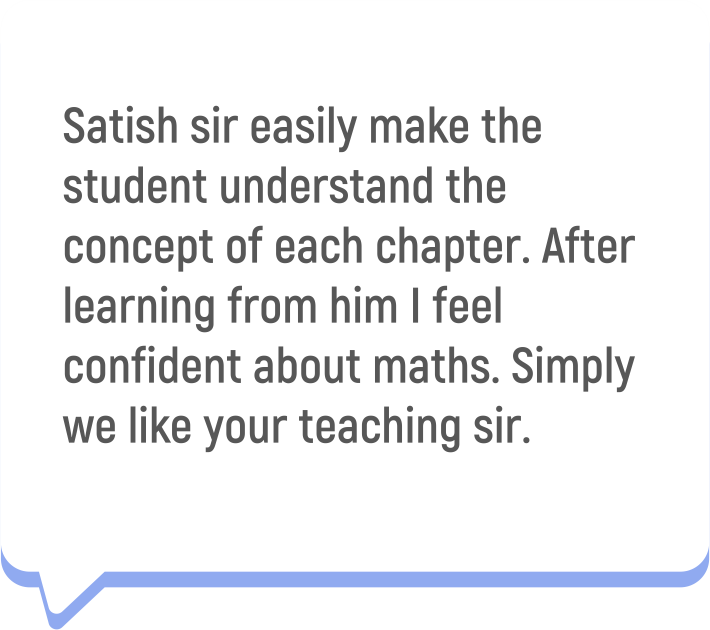 Satish sir easily make the
student understand the
concept of each chapter. After
learning from him I feel
confident about maths. Simply
we like your teaching sir.